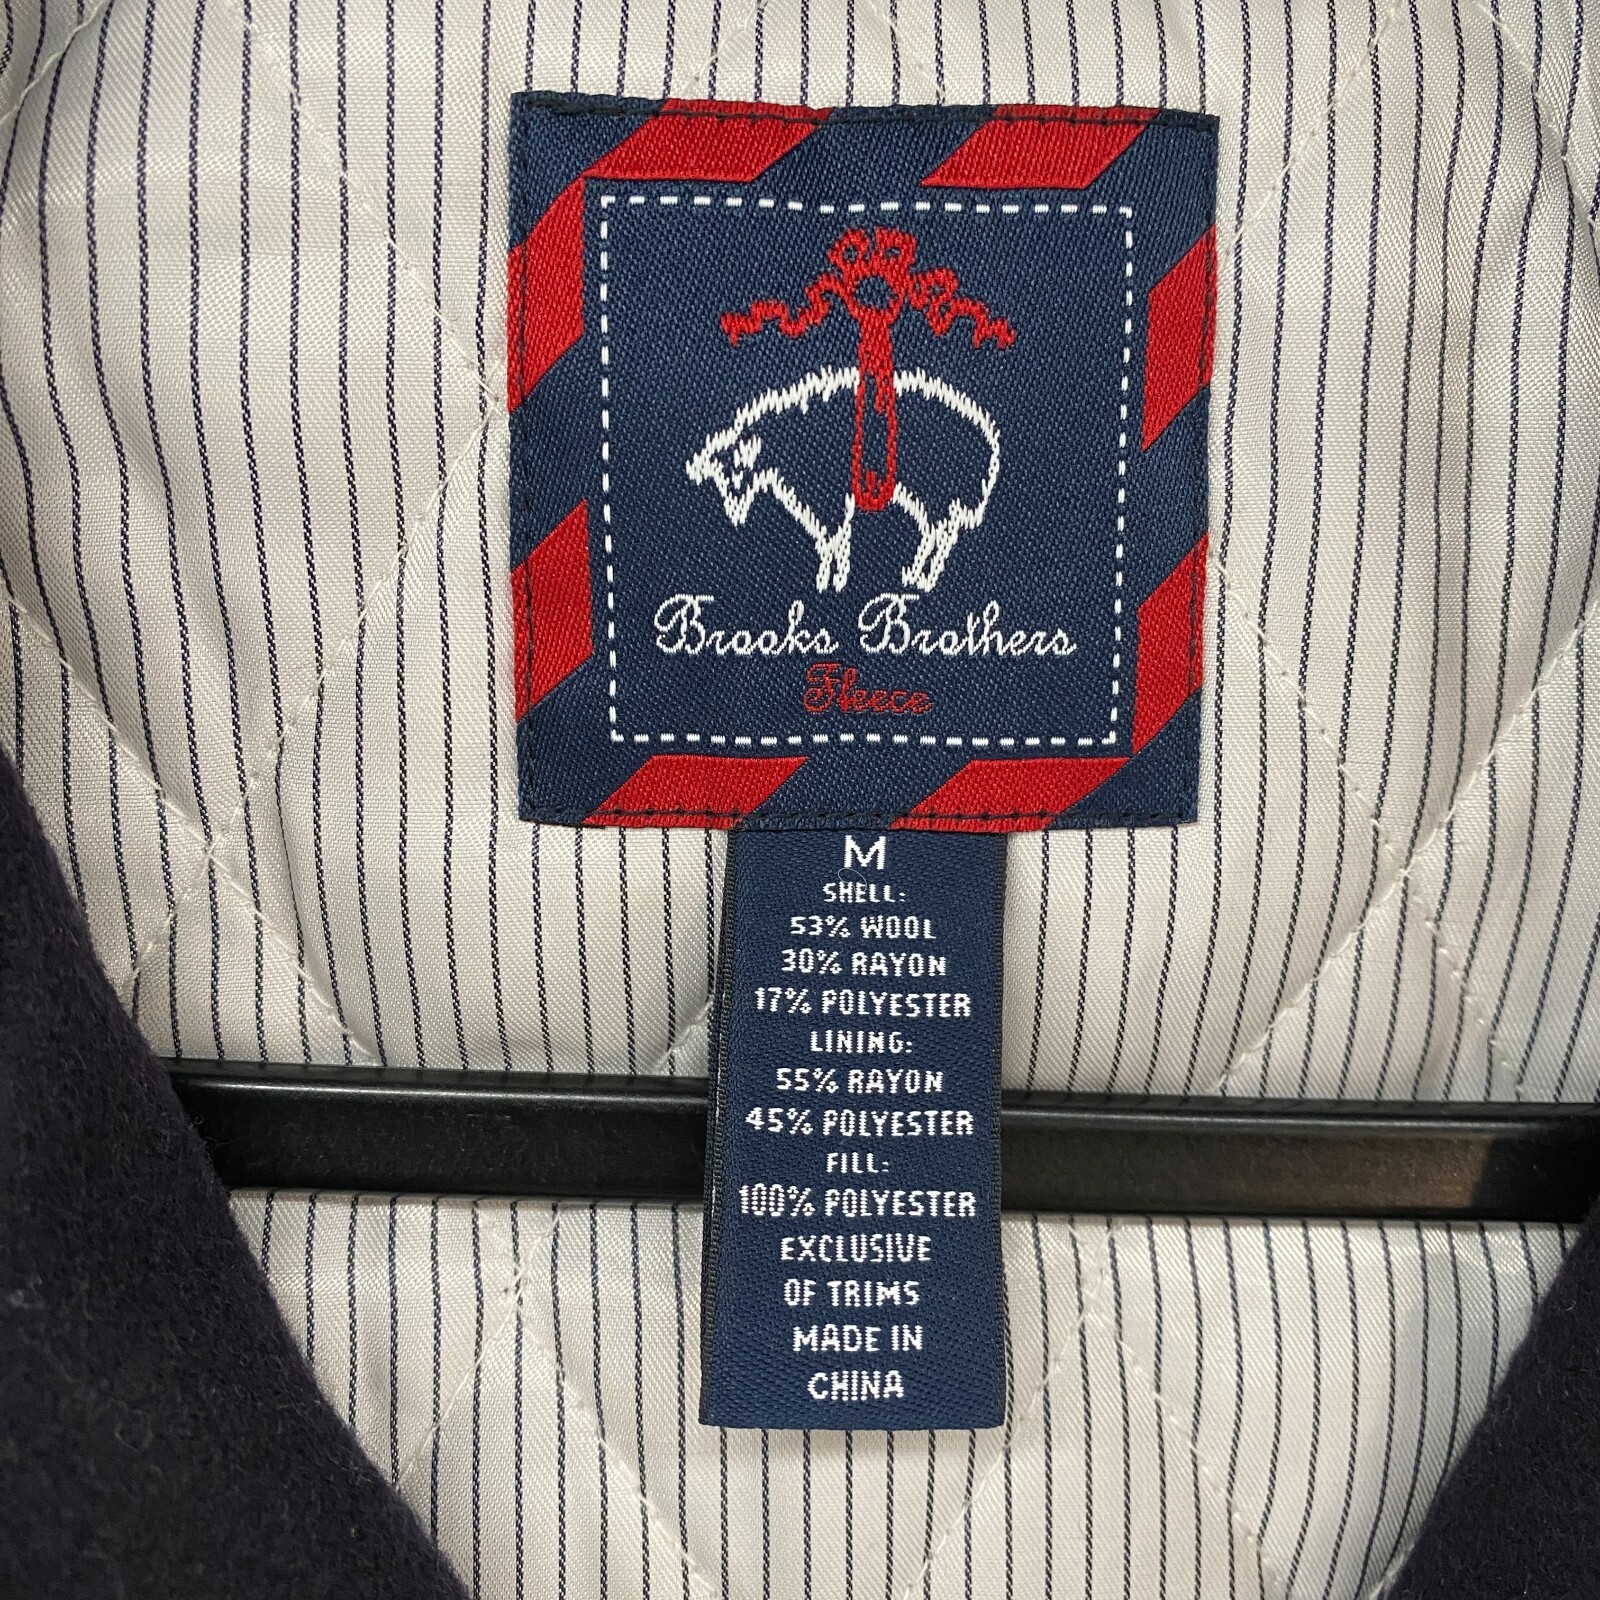 Brooks Brothers
Fleece
M
SHELL:
53% WOOL
30% RAYON
17% POLYESTER
LINING:
55% RAYON
45% POLYESTER
FILL:
100% POLYESTER
EXCLUSIVE
OF TRIMS
MADE IN
CHINA